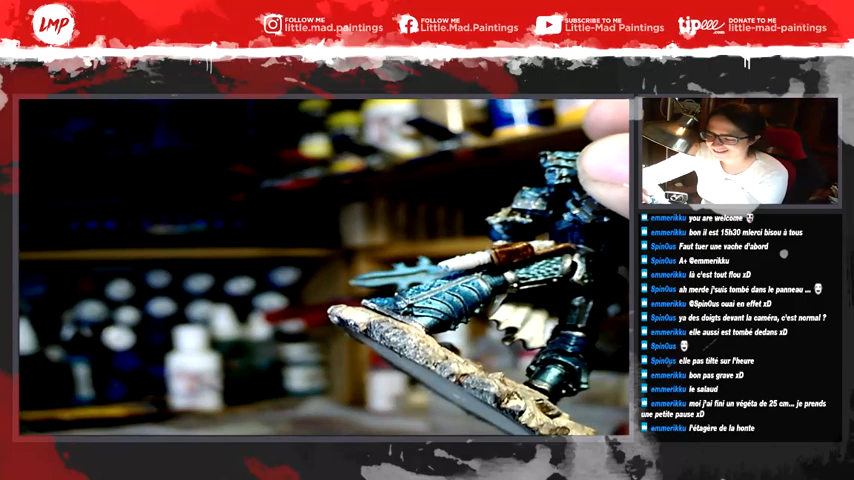 LMP
FOLLOW ME
little.mad.paintings
FOLLOW ME
Little.Mad.Paintings
SUBSCRIBE TO ME
Little-Mad Paintings
tipeee
.com
DONATE TO ME
little-mad-paintings
emmerikku you are welcome
emmerikku bon il est 15h30 mlerci bisou à tous
Spin0us Faut tuer une vache d'abord
Spin0us A+ @emmerikku
emmerikku là c'est tout flou xD
Spin0us ah merde j'suis tombé dans le panneau ...
emmerikku @Spin0us ouai en effet xD
Spin0us ya des doigts devant la caméra, c'est normal ?
emmerikku elle aussi est tombé dedans xD
Spin0us
Spin0us elle pas tilté sur l'heure
emmerikku bon pas grave xD
emmerikku le salaud
emmerikku moi j'ai fini un végéta de 25 cm... je prends
une petite pause xD
emmerikku l'étagère de la honte